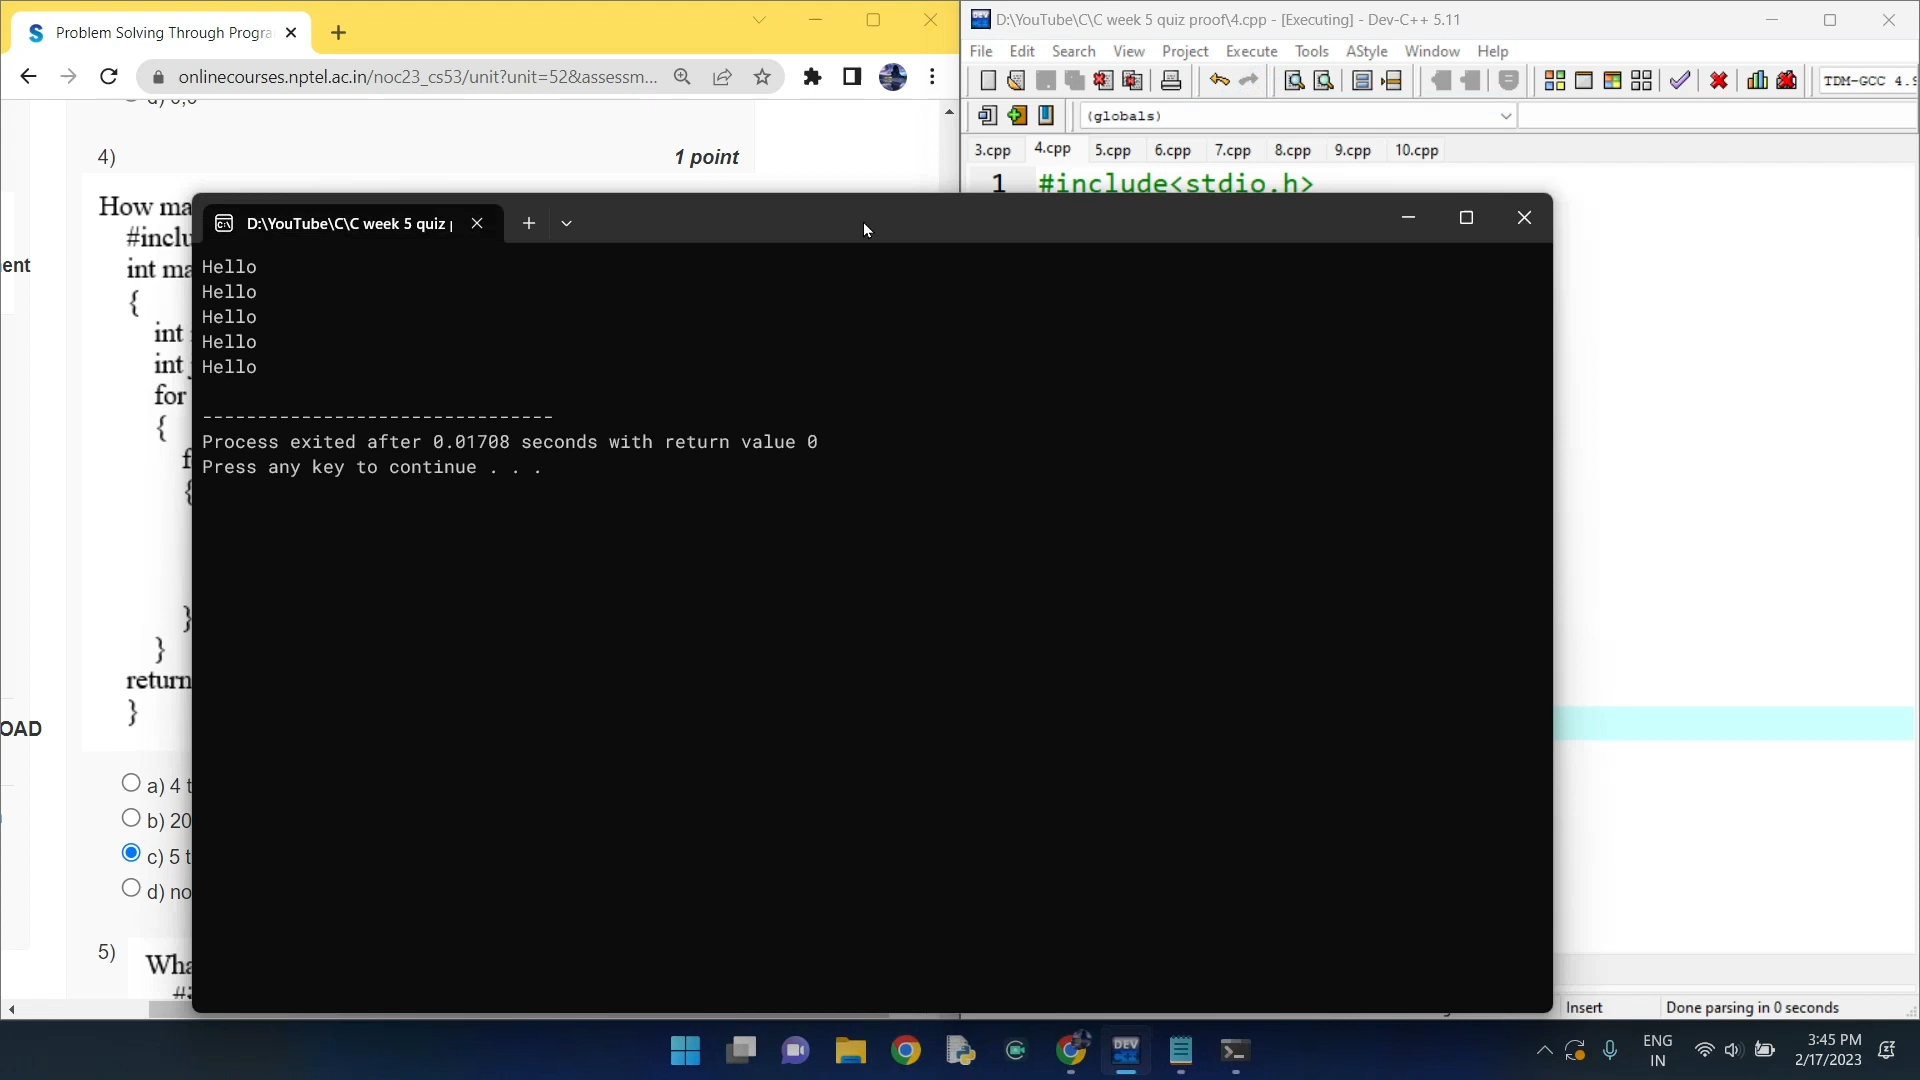 Problem Solving Through Progra
onlinecourses.nptel.ac.in/noc23_cs53/unit?unit=52&assessm...
4)
1 point
How ma
#inclu
int ma
{
int
int
for
{
f
{
}
}
return
}
ent
OAD
a) 4 t
b) 20
c) 5 t
d) no
5)
Wha
D:\YouTube\C\C week 5 quiz proof\4.cpp - [Executing] - Dev-C++ 5.11
File Edit Search View Project Execute Tools AStyle Window Help
TDM-GCC 4.9
(globals)
3.cpp 4.cpp 5.cpp 6.cpp 7.cpp 8.cpp 9.cpp 10.cpp
1 #include<stdio.h>
D:\YouTube\C\C week 5 quiz
Hello
Hello
Hello
Hello
Hello
--------------------------------
Process exited after 0.01708 seconds with return value 0
Press any key to continue . . .
Insert Done parsing in 0 seconds
DEV
ENG
IN
3:45 PM
2/17/2023